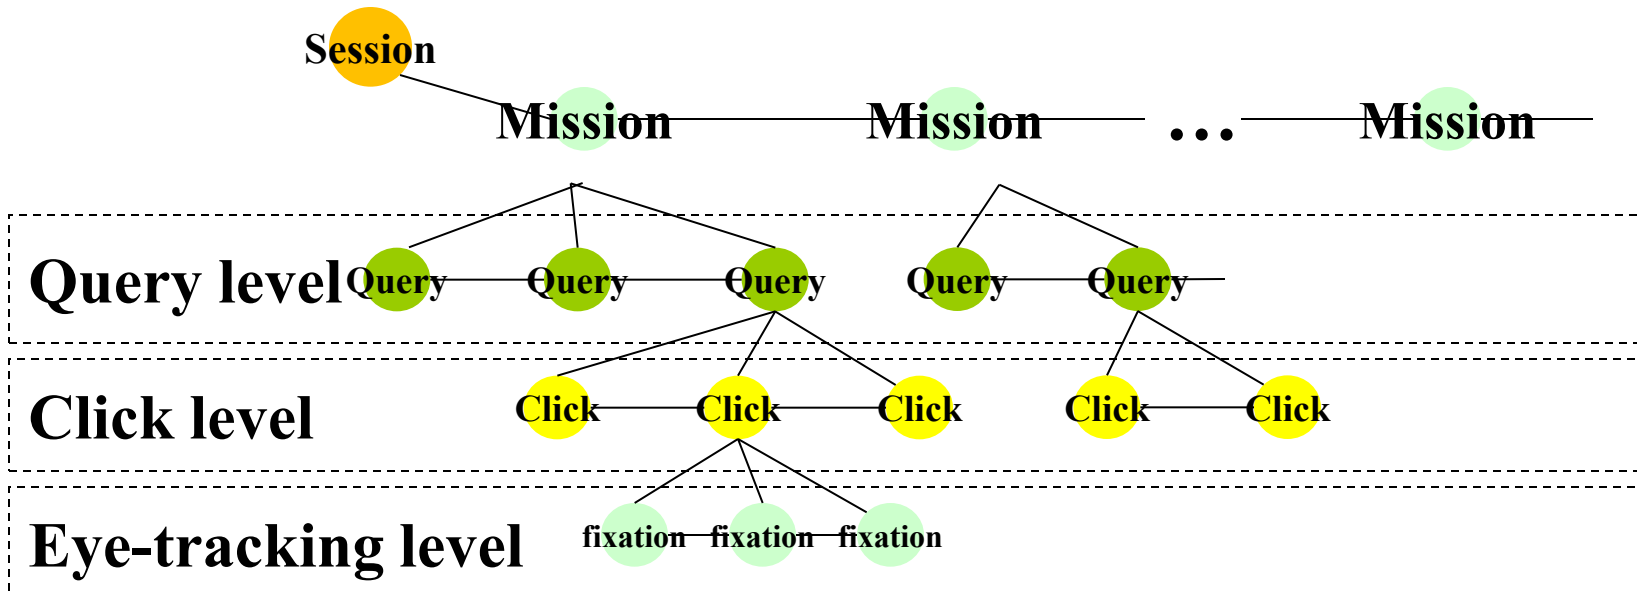 Session
Mission Mission ... Mission
Query level Query Query Query Query Query
Click level Click Click Click Click Click
Eye-tracking level fixation fixation fixation